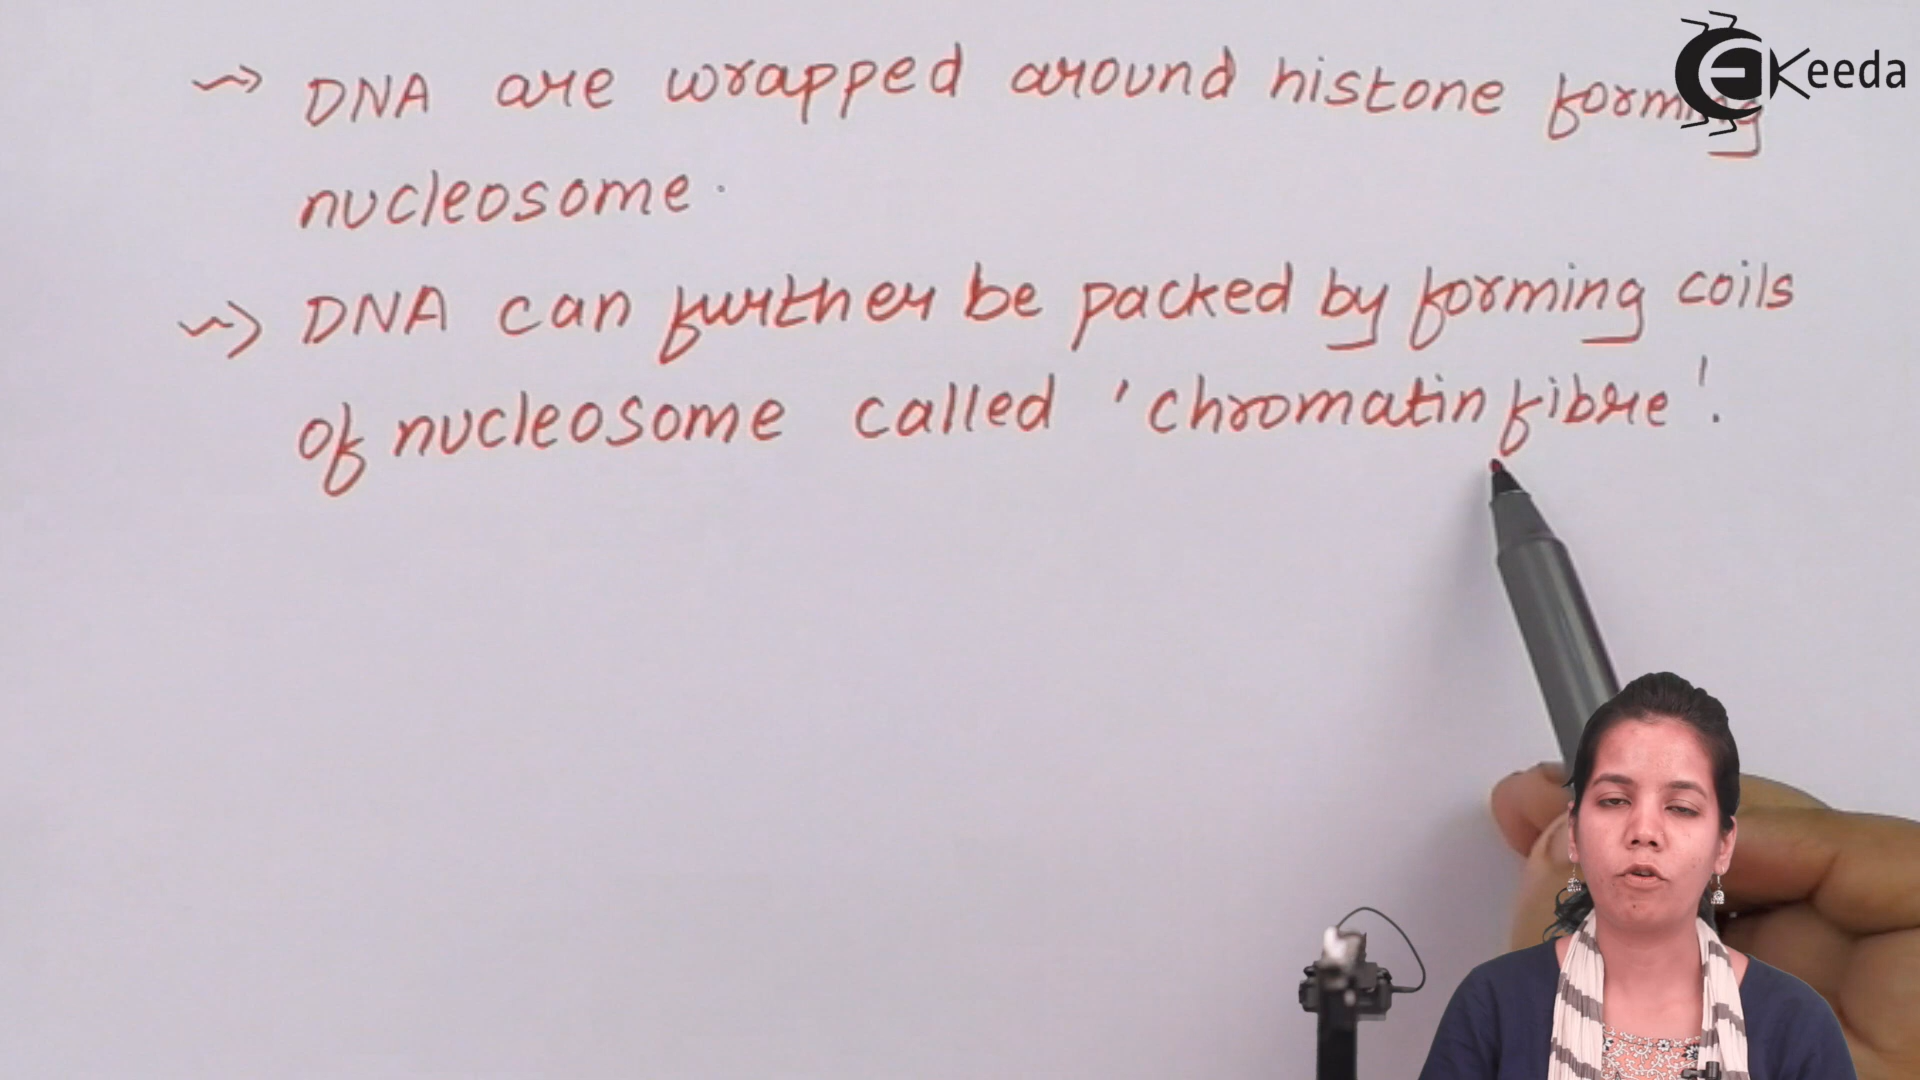 ⇝ DNA are wrapped around histone forming
nucleosome.
⇝ DNA can further be packed by forming coils
of nucleosome called 'chromatin fibre'.
EKeeda